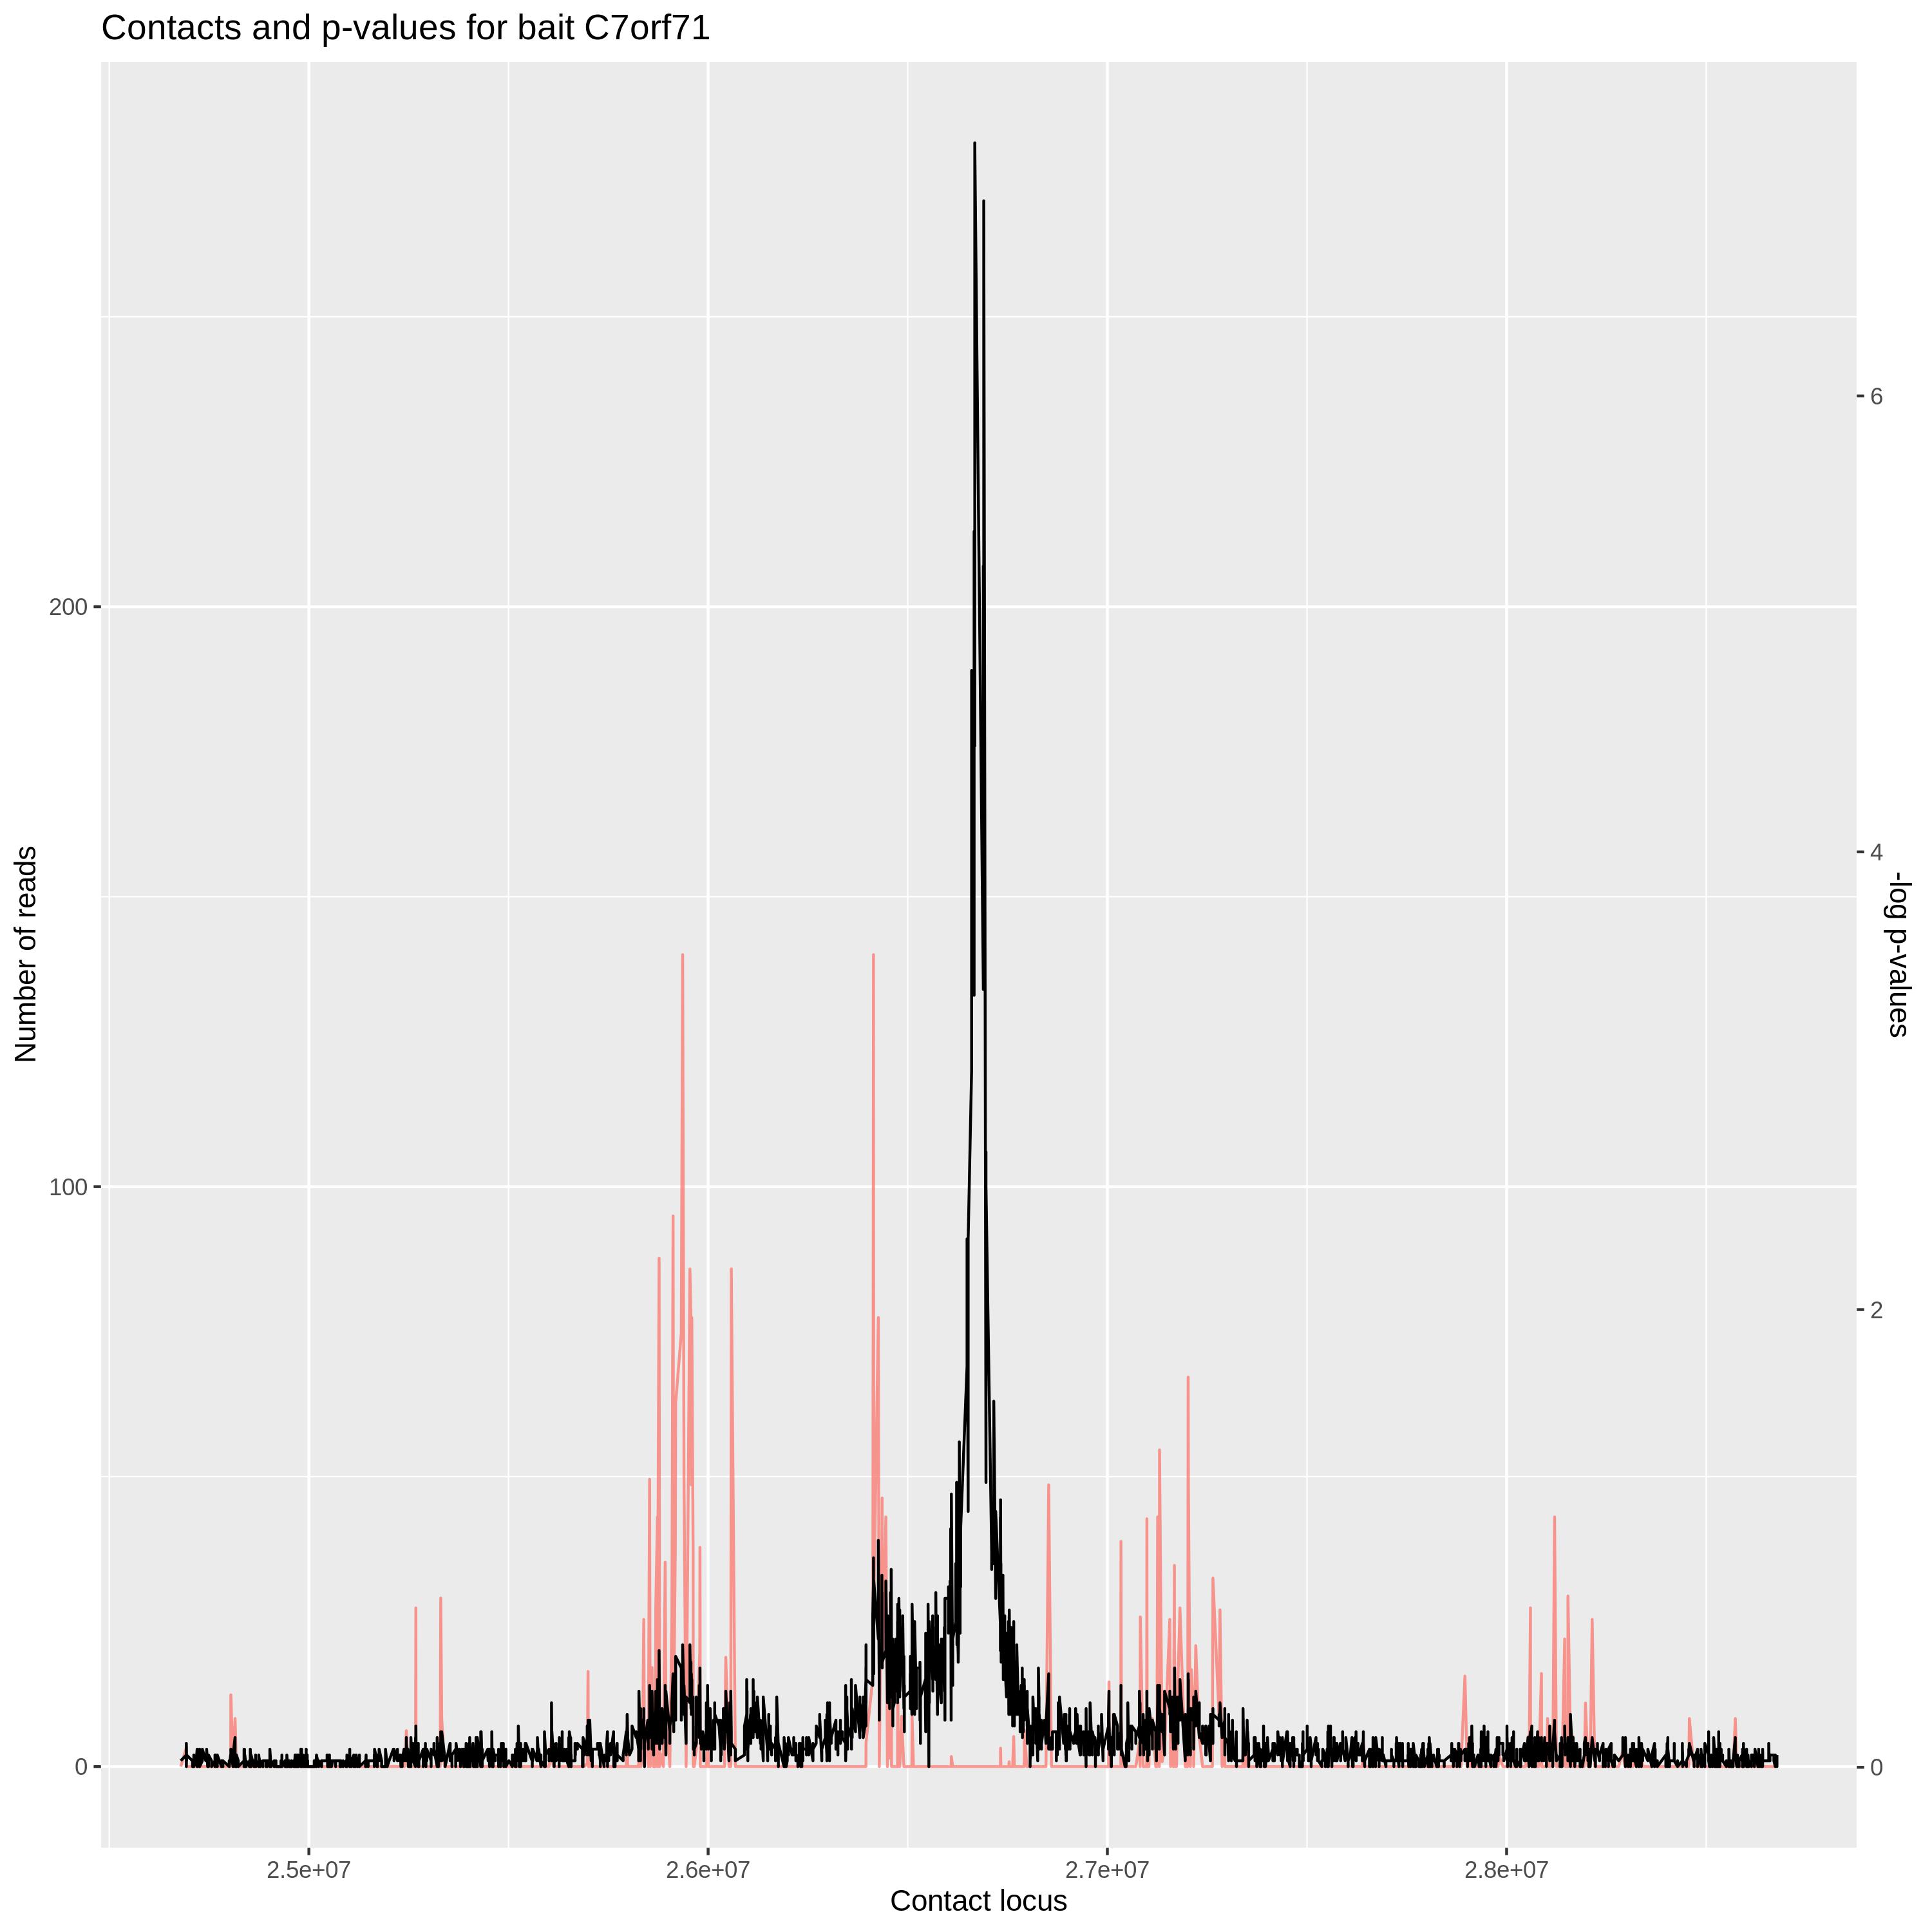 Contacts and p-values for bait C7orf71
Number of reads
200
100
0
6
4
2
0
-log p-values
2.5e+07
2.6e+07
2.7e+07
2.8e+07
Contact locus